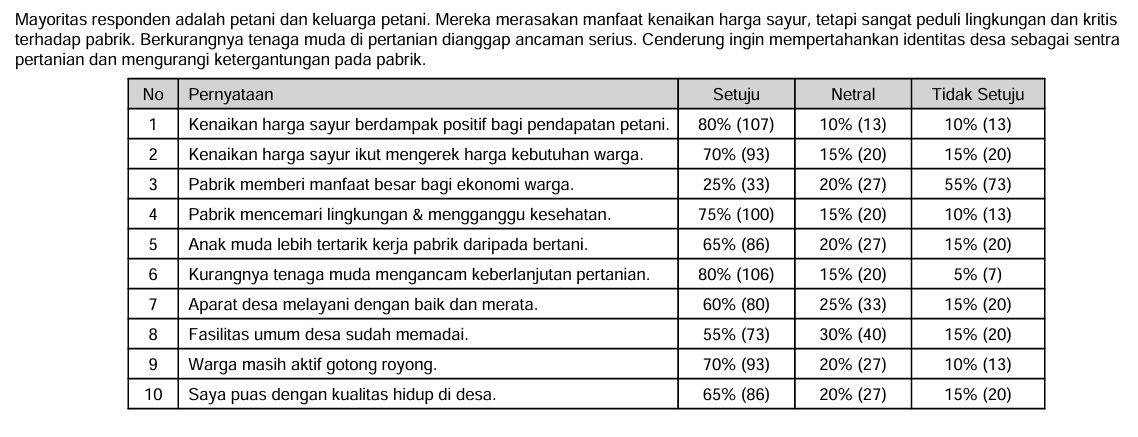 Mayoritas responden adalah petani dan keluarga petani. Mereka merasakan manfaat kenaikan harga sayur, tetapi sangat peduli lingkungan dan kritis
terhadap pabrik. Berkurangnya tenaga muda di pertanian dianggap ancaman serius. Cenderung ingin mempertahankan identitas desa sebagai sentra
pertanian dan mengurangi ketergantungan pada pabrik.
No Pernyataan Setuju Netral Tidak Setuju
1 Kenaikan harga sayur berdampak positif bagi pendapatan petani. 80% (107) 10% (13) 10% (13)
2 Kenaikan harga sayur ikut mengerek harga kebutuhan warga. 70% (93) 15% (20) 15% (20)
3 Pabrik memberi manfaat besar bagi ekonomi warga. 25% (33) 20% (27) 55% (73)
4 Pabrik mencemari lingkungan & mengganggu kesehatan. 75% (100) 15% (20) 10% (13)
5 Anak muda lebih tertarik kerja pabrik daripada bertani. 65% (86) 20% (27) 15% (20)
6 Kurangnya tenaga muda mengancam keberlanjutan pertanian. 80% (106) 15% (20) 5% (7)
7 Aparat desa melayani dengan baik dan merata. 60% (80) 25% (33) 15% (20)
8 Fasilitas umum desa sudah memadai. 55% (73) 30% (40) 15% (20)
9 Warga masih aktif gotong royong. 70% (93) 20% (27) 10% (13)
10 Saya puas dengan kualitas hidup di desa. 65% (86) 20% (27) 15% (20)